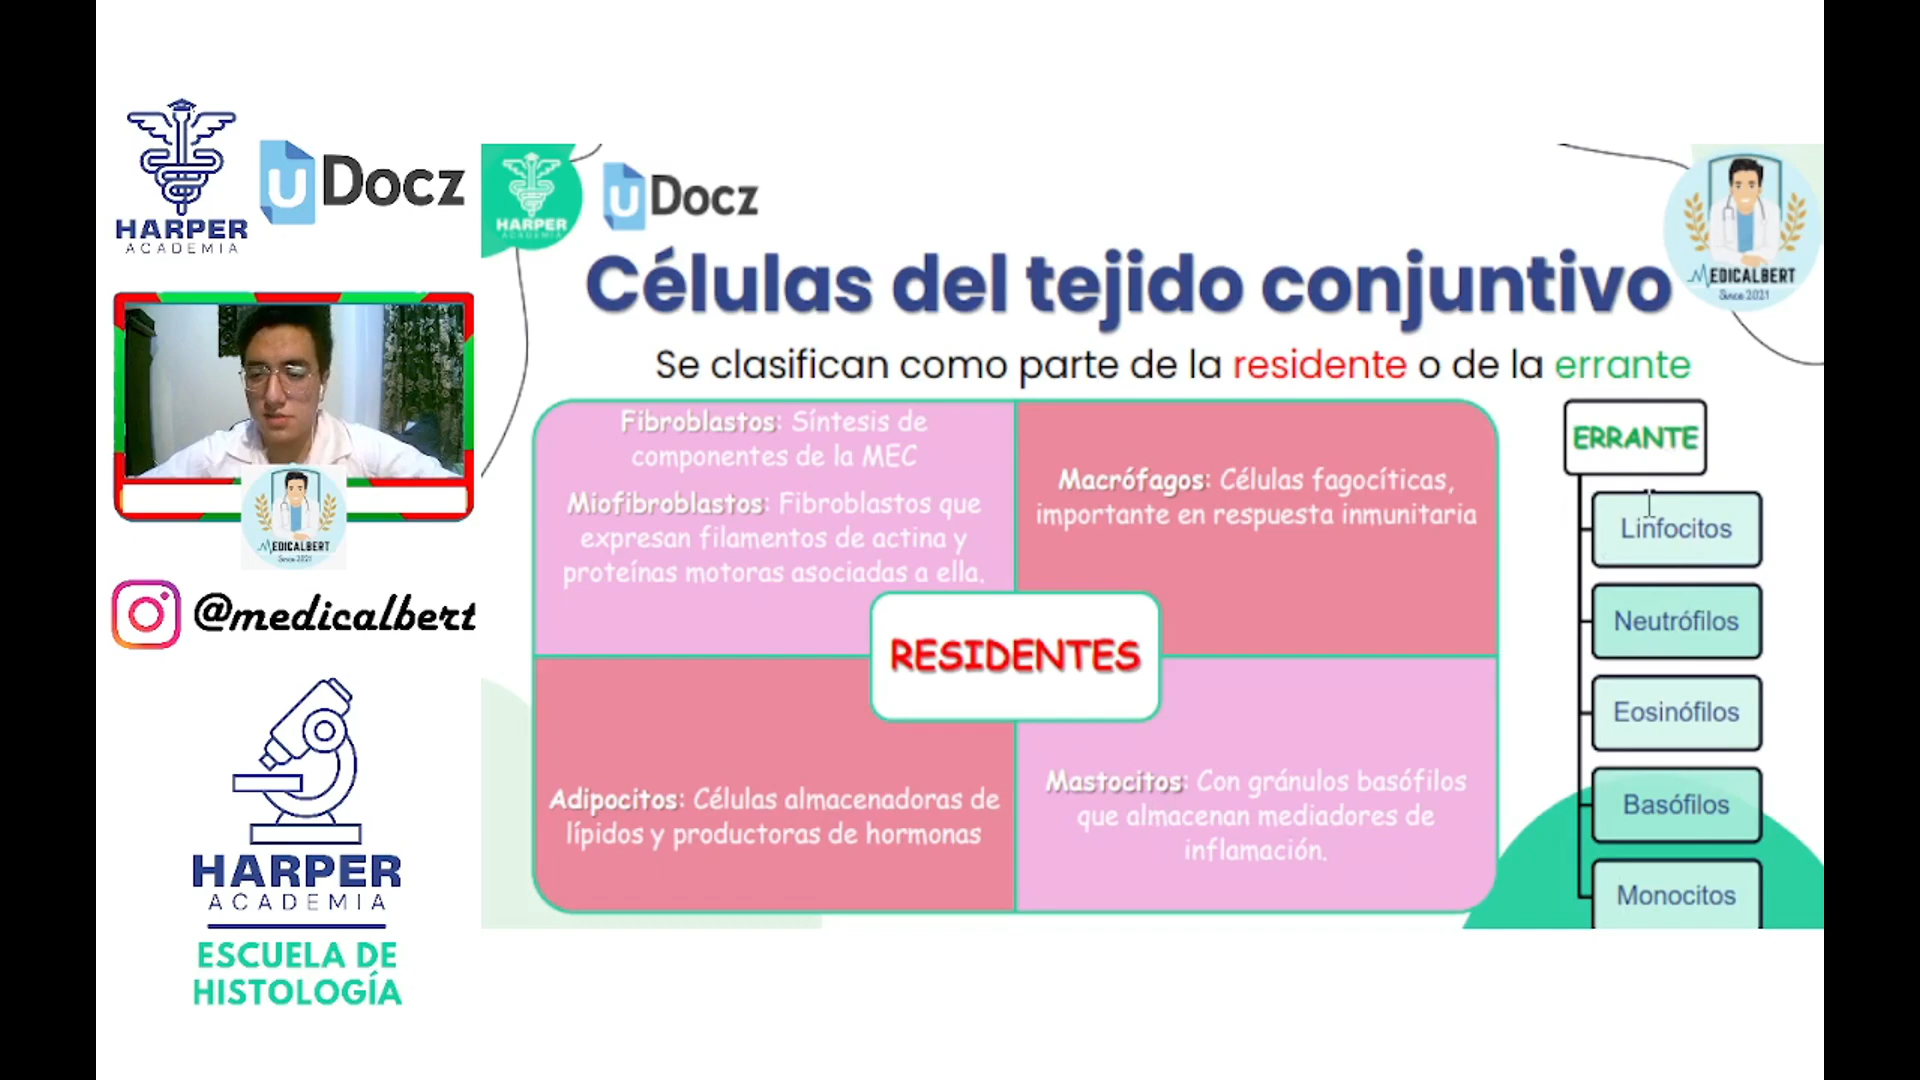 HARPER
ACADEMIA
U Docz
MEDICALBERT
Since 2021
@medicalbert
HARPER
ACADEMIA
ESCUELA DE
HISTOLOGÍA
HARPER
ACADEMIA
U Docz
MEDICALBERT
Since 2021
Células del tejido conjuntivo
Se clasifican como parte de la residente o de la errante
Fibroblastos: Síntesis de
componentes de la MEC
Miofibroblastos: Fibroblastos que
expresan filamentos de actina y
proteínas motoras asociadas a ella.
Macrófagos: Células fagocíticas,
importante en respuesta inmunitaria
RESIDENTES
Adipocitos: Células almacenadoras de
lípidos y productoras de hormonas
Mastocitos: Con gránulos basófilos
que almacenan mediadores de
inflamación.
ERRANTE
Linfocitos
Neutrófilos
Eosinófilos
Basófilos
Monocitos